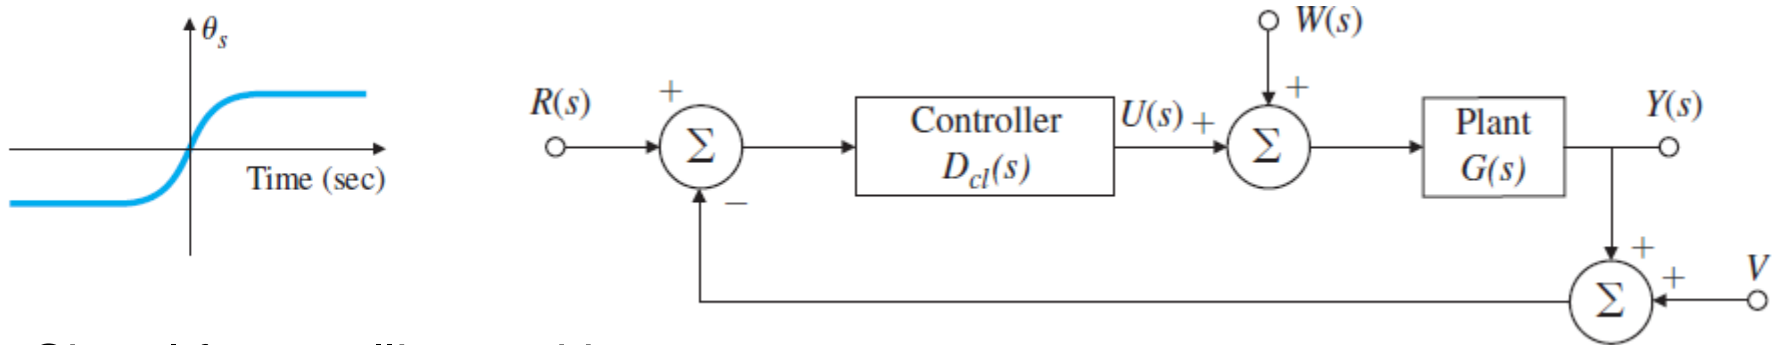 θs
Time (sec)
R(s)
+
Σ
−
Controller
Dcl(s)
U(s)
+
W(s)
+
Σ
Plant
G(s)
Y(s)
+
+
V
Σ